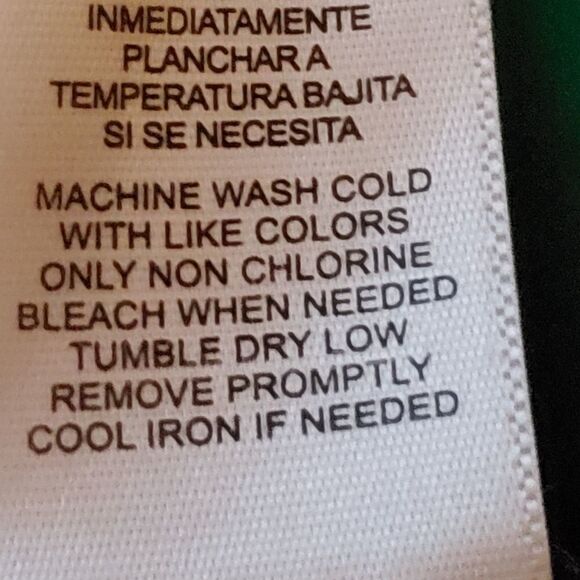 INMEDIATAMENTE
PLANCHAR A
TEMPERATURA BAJITA
SI SE NECESITA
MACHINE WASH COLD
WITH LIKE COLORS
ONLY NON CHLORINE
BLEACH WHEN NEEDED
TUMBLE DRY LOW
REMOVE PROMPTLY
COOL IRON IF NEEDED